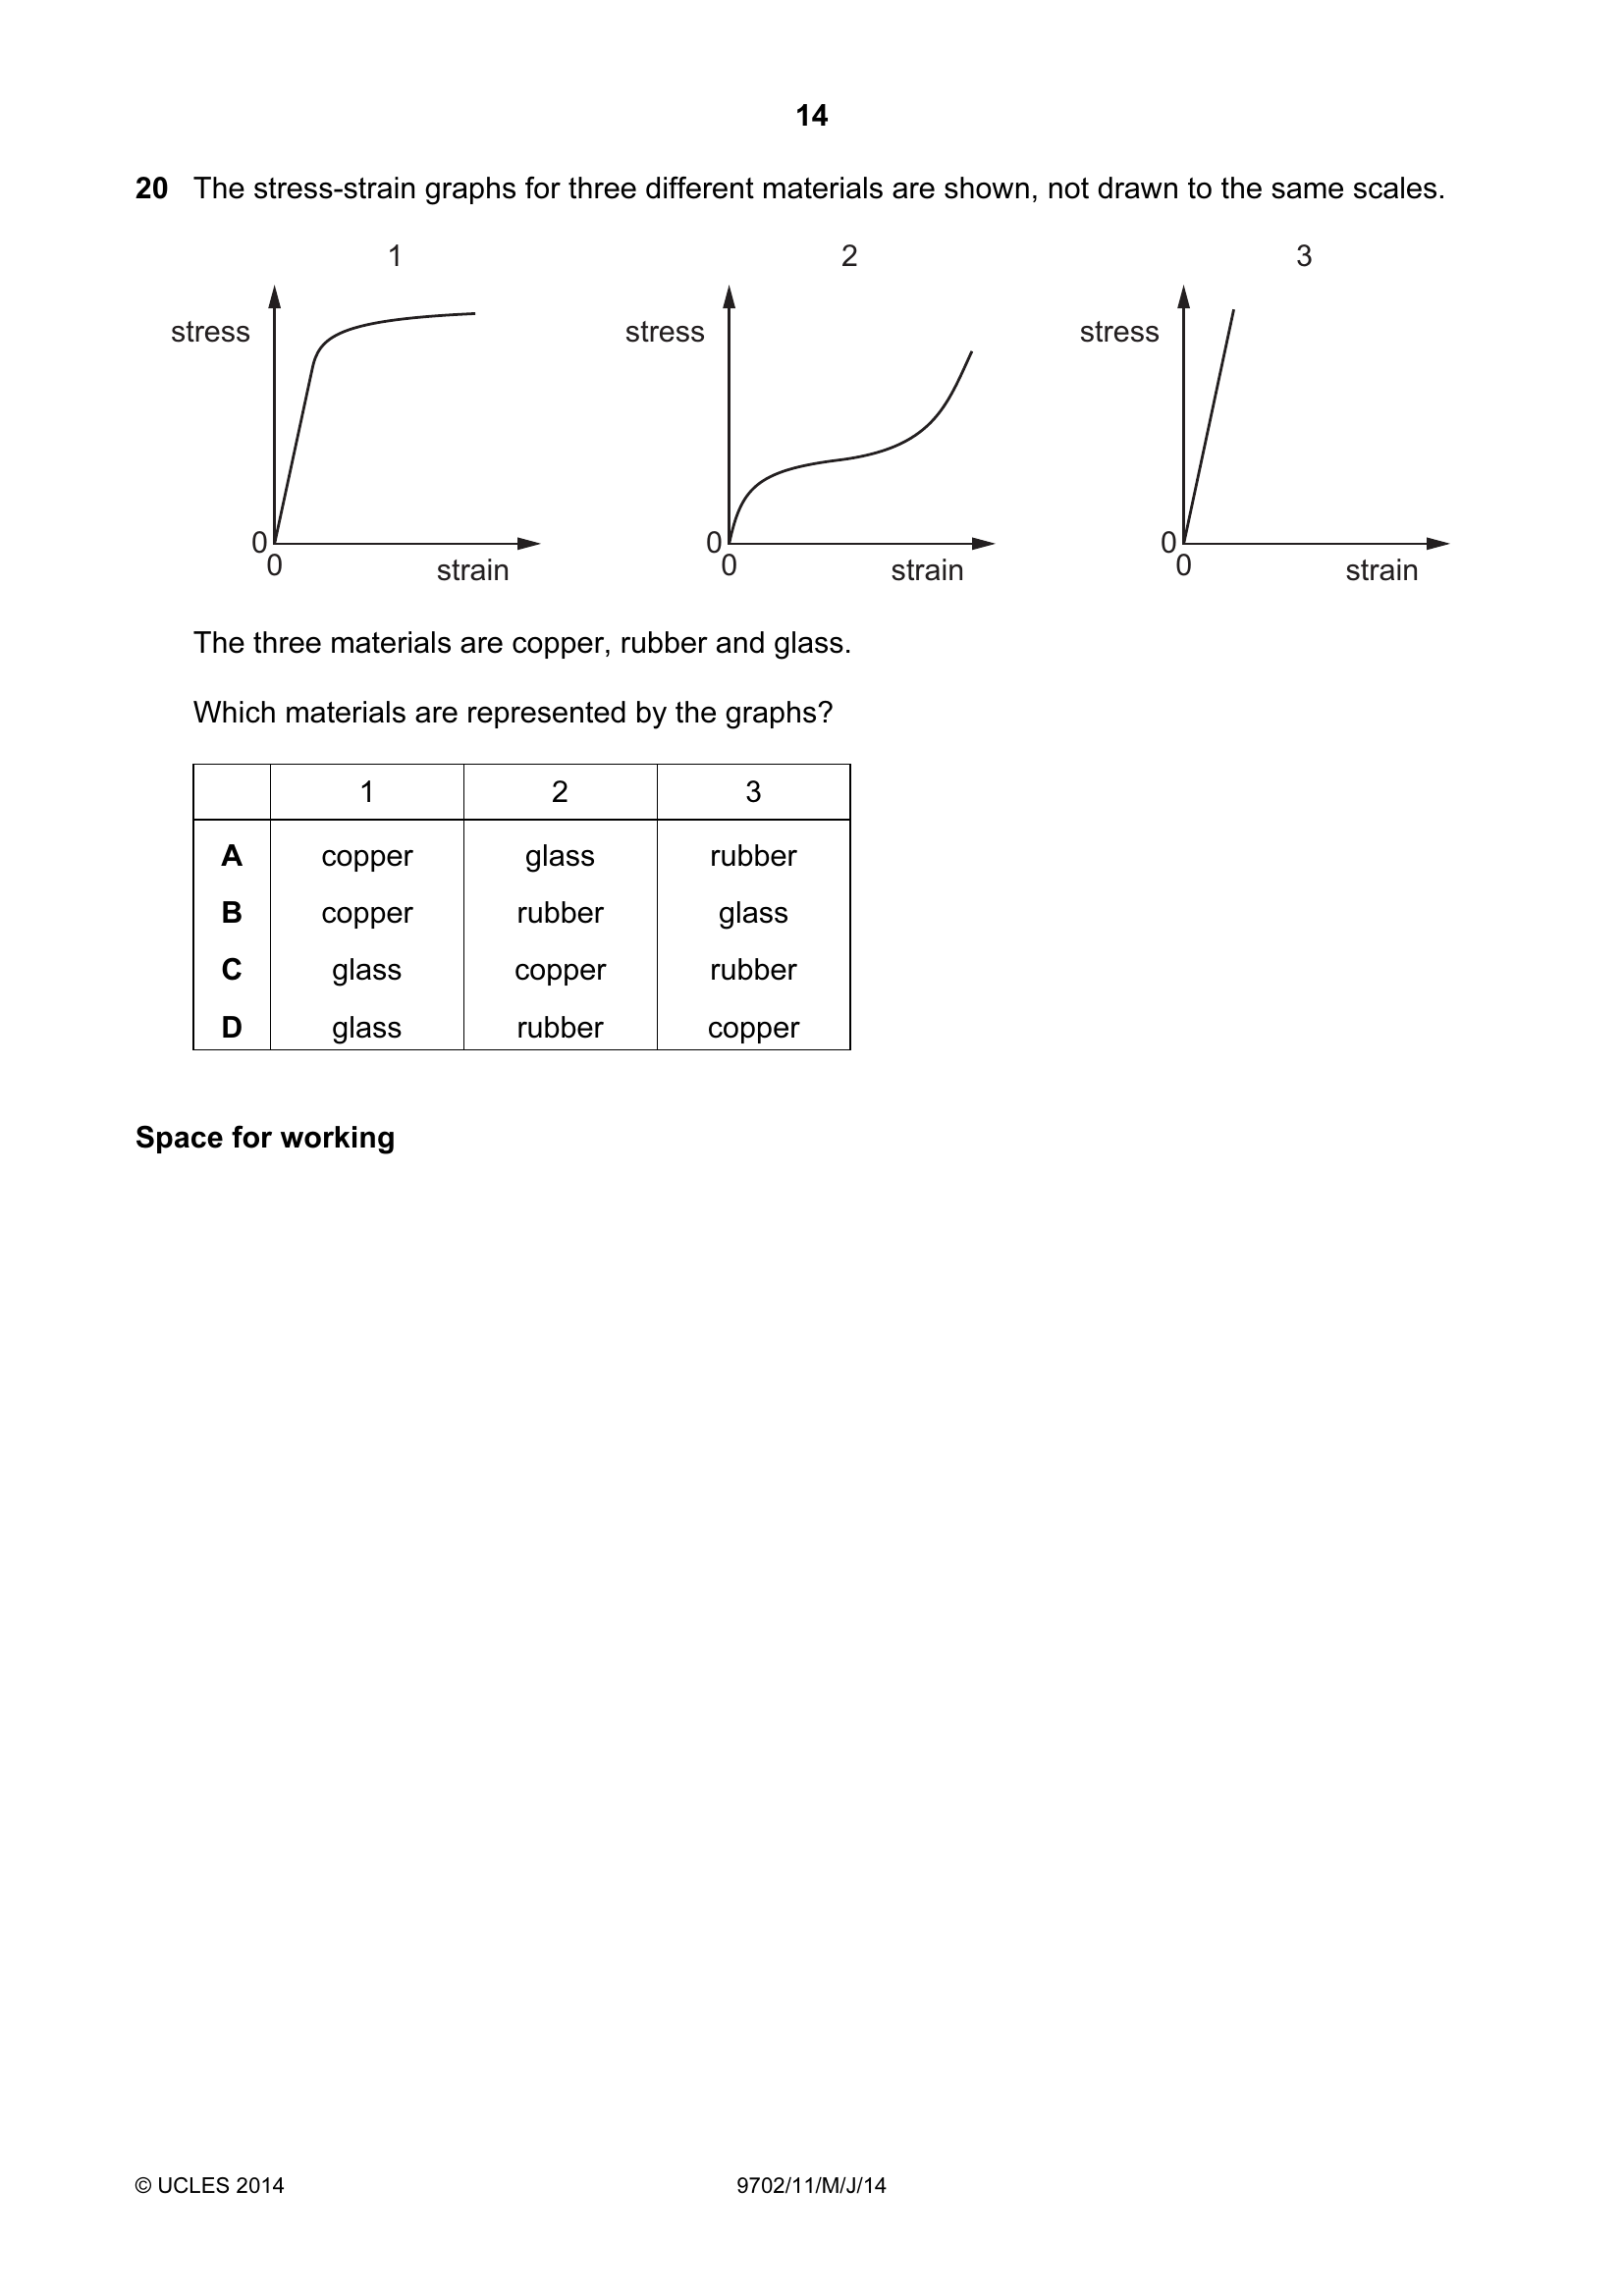 14
20 The stress-strain graphs for three different materials are shown, not drawn to the same scales.
1 2 3
stress stress stress
0 0 0
0 0 0
strain strain strain
The three materials are copper, rubber and glass.
Which materials are represented by the graphs?
1 2 3
A copper glass rubber
B copper rubber glass
C glass copper rubber
D glass rubber copper
Space for working
© UCLES 2014 9702/11/M/J/14